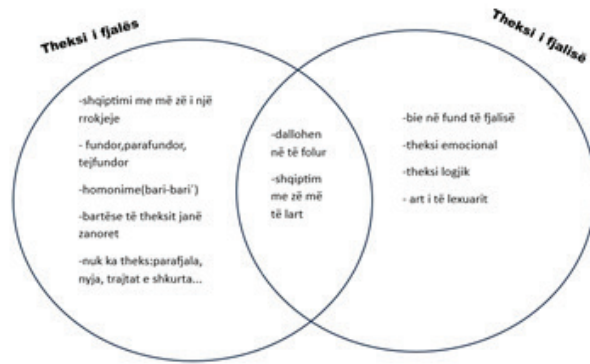 Theksi i fjalës
Theksi i fjalisë
-shqiptimi me më zë i një
rrokjeje
- fundor,parafundor,
tejfundor
-homonime(bari-bari´)
-bartëse të theksit janë
zanoret
-nuk ka theks:parafjala,
nyja, trajtat e shkurta...
-dallohen
në të folur
-shqiptim
me zë më
të lart
-bie në fund të fjalisë
-theksi emocional
-theksi logjik
- art i të lexuarit